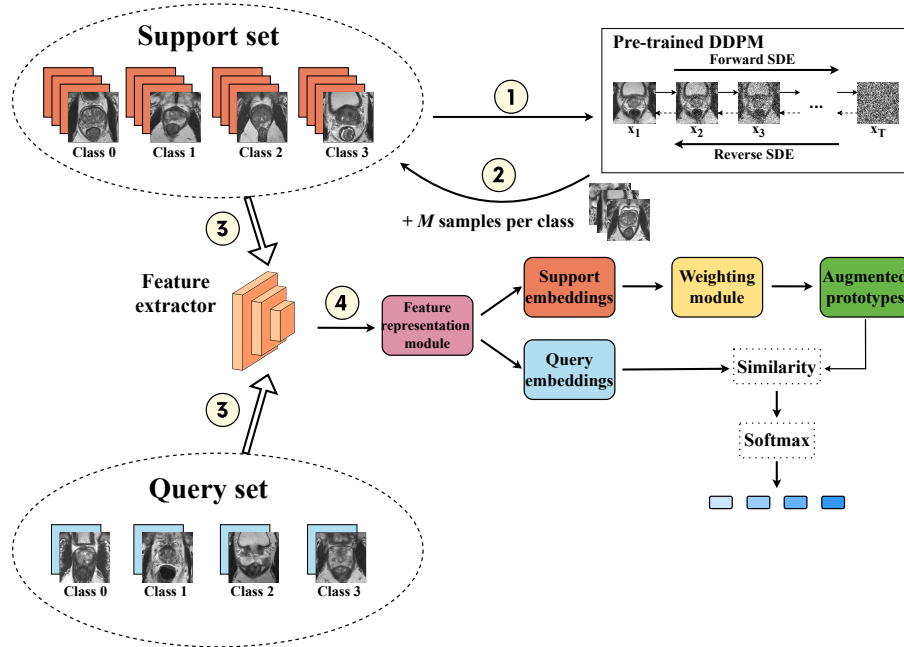 Support set
Class 0
Class 1
Class 2
Class 3
1
Pre-trained DDPM
Forward SDE
...
x1
x2
x3
xT
Reverse SDE
2
+ M samples per class
3
Feature
extractor
4
Feature
representation
module
Support
embeddings
Weighting
module
Augmented
prototypes
Query
embeddings
Similarity
Softmax
3
Query set
Class 0
Class 1
Class 2
Class 3